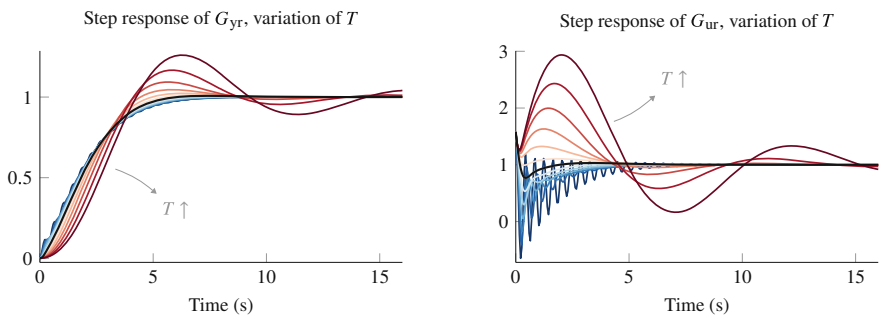 Step response of G_yr, variation of T
1
0.5
0
T ↑
0
5
10
15
Time (s)
Step response of G_ur, variation of T
3
2
1
0
T ↑
0
5
10
15
Time (s)